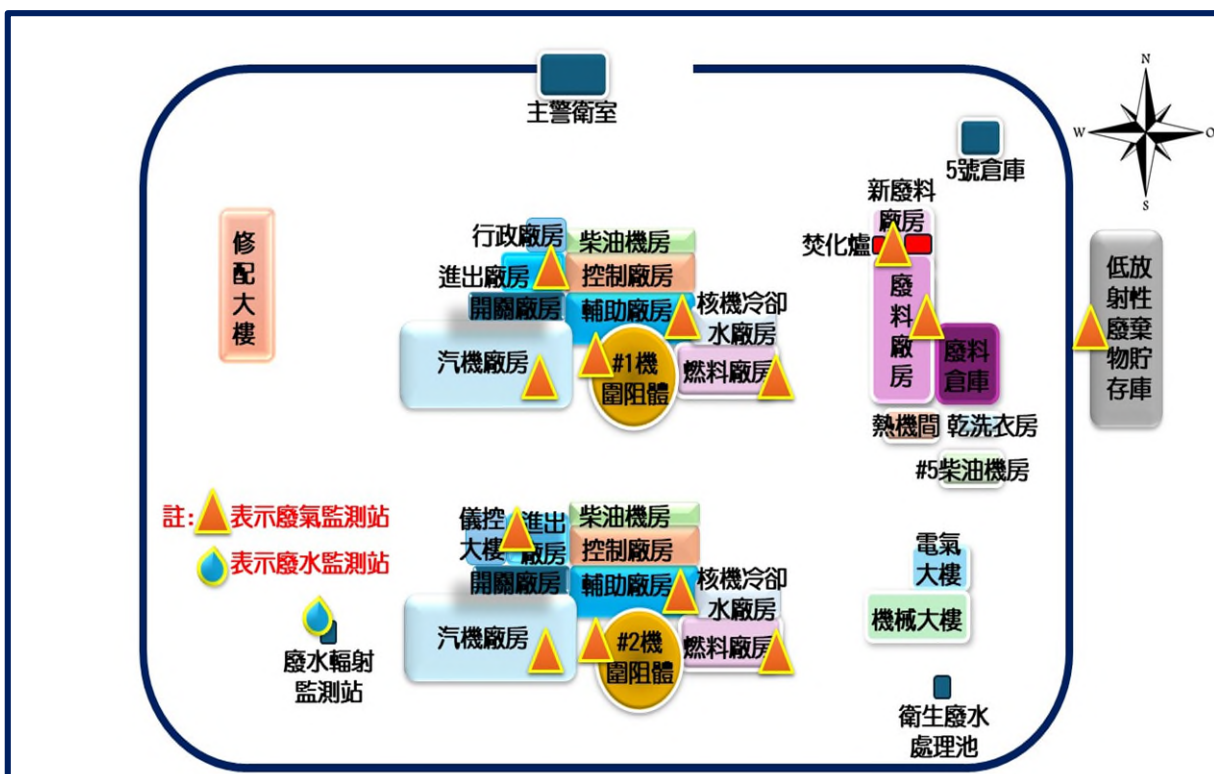 主警衛室
N
W
O
S
5號倉庫
新廢料
廠房
焚化爐
廢
料
廠
房
廢料
倉庫
熱機間
乾洗衣房
#5柴油機房
低放
射性
廢棄
物貯
存庫
修
配
大
樓
行政廠房
柴油機房
進出廠房
控制廠房
開關廠房
輔助廠房
核機冷卻
水廠房
汽機廠房
#1機
圍阻體
燃料廠房
註:
表示廢氣監測站
表示廢水監測站
儀控
大樓
進出
廠房
柴油機房
控制廠房
開關廠房
輔助廠房
核機冷卻
水廠房
汽機廠房
#2機
圍阻體
燃料廠房
電氣
大樓
機械大樓
廢水輻射
監測站
衛生廢水
處理池